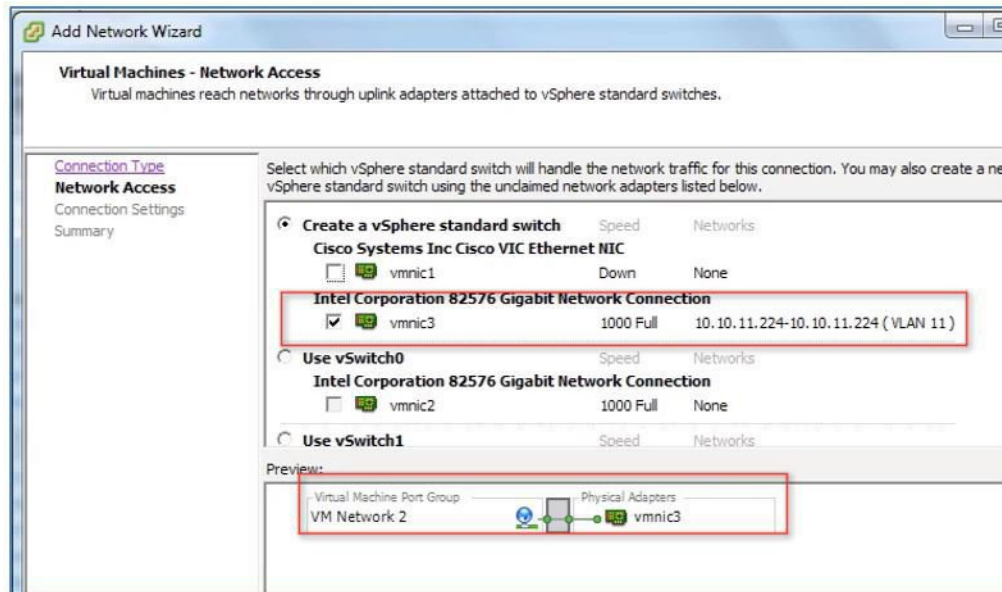 Add Network Wizard
Virtual Machines - Network Access
Virtual machines reach networks through uplink adapters attached to vSphere standard switches.
Connection Type
Network Access
Connection Settings
Summary
Select which vSphere standard switch will handle the network traffic for this connection. You may also create a ne
vSphere standard switch using the unclaimed network adapters listed below.
Create a vSphere standard switch Speed Networks
Cisco Systems Inc Cisco VIC Ethernet NIC
vmnic1 Down None
Intel Corporation 82576 Gigabit Network Connection
vmnic3 1000 Full 10.10.11.224-10.10.11.224 ( VLAN 11 )
Use vSwitch0 Speed Networks
Intel Corporation 82576 Gigabit Network Connection
vmnic2 1000 Full None
Use vSwitch1 Speed Networks
Preview:
Virtual Machine Port Group Physical Adapters
VM Network 2 vmnic3